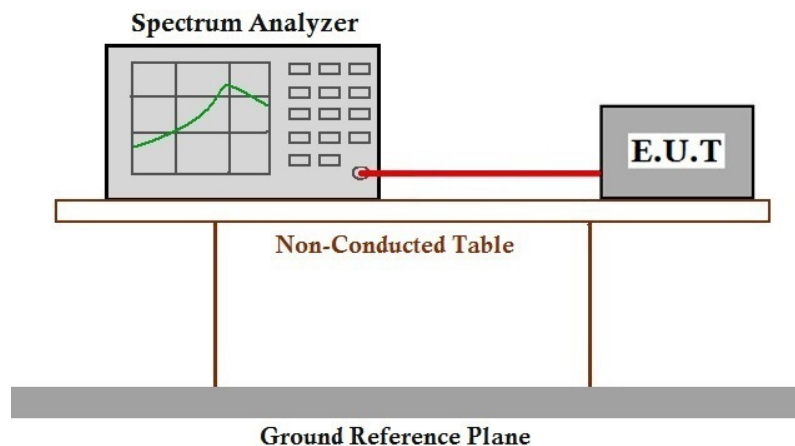 Spectrum Analyzer
E.U.T
Non-Conducted Table
Ground Reference Plane